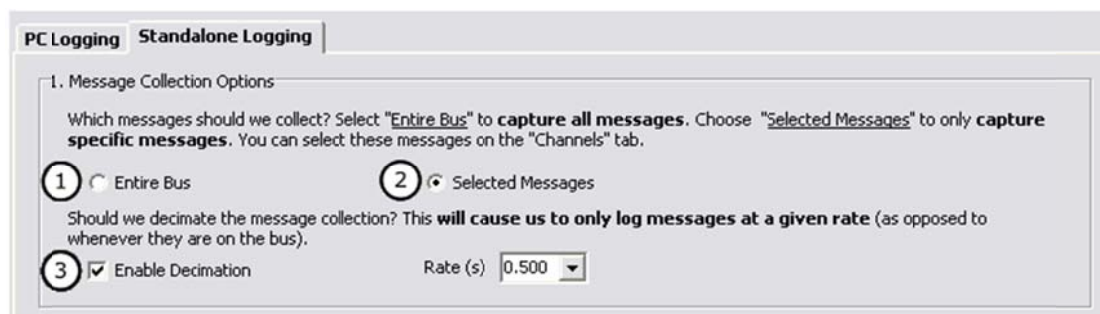 PC Logging Standalone Logging
1. Message Collection Options
Which messages should we collect? Select "Entire Bus" to capture all messages. Choose "Selected Messages" to only capture
specific messages. You can select these messages on the "Channels" tab.
1 Entire Bus 2 Selected Messages
Should we decimate the message collection? This will cause us to only log messages at a given rate (as opposed to
whenever they are on the bus).
3 Enable Decimation Rate (s) 0.500